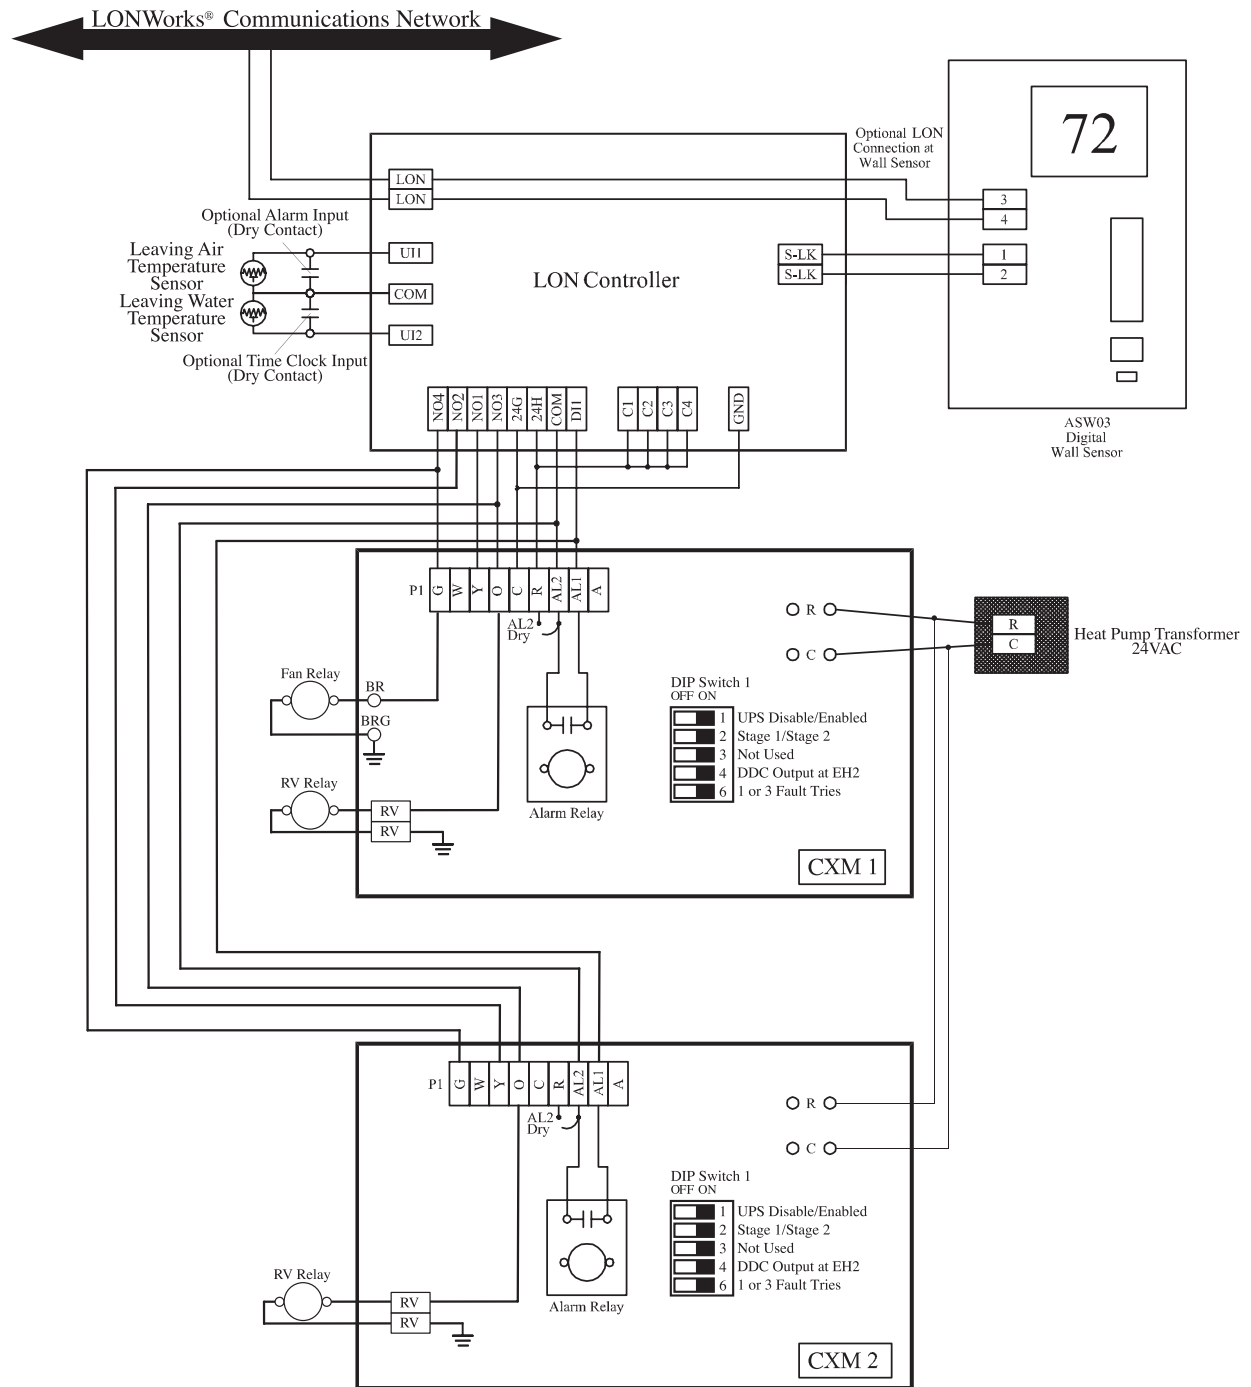 LONWorks® Communications Network
72
Optional LON
Connection at
Wall Sensor
LON
LON
3
4
Optional Alarm Input
(Dry Contact)
Leaving Air
Temperature
Sensor
Leaving Water
Temperature
Sensor
UI1
COM
UI2
Optional Time Clock Input
(Dry Contact)
LON Controller
S-LK
S-LK
1
2
NO4
NO2
NO1
NO3
24G
24H
COM
DI1
C1
C2
C3
C4
GND
ASW03
Digital
Wall Sensor
P1
G
W
Y
O
C
R
AL2
AL1
A
AL2
Dry
R
C
R
C
Heat Pump Transformer
24VAC
Fan Relay
BR
BRG
RV Relay
RV
RV
Alarm Relay
DIP Switch 1
OFF ON
1 UPS Disable/Enabled
2 Stage 1/Stage 2
3 Not Used
4 DDC Output at EH2
6 1 or 3 Fault Tries
CXM 1
P1
G
W
Y
O
C
R
AL2
AL1
A
AL2
Dry
R
C
DIP Switch 1
OFF ON
1 UPS Disable/Enabled
2 Stage 1/Stage 2
3 Not Used
4 DDC Output at EH2
6 1 or 3 Fault Tries
RV Relay
RV
RV
Alarm Relay
CXM 2